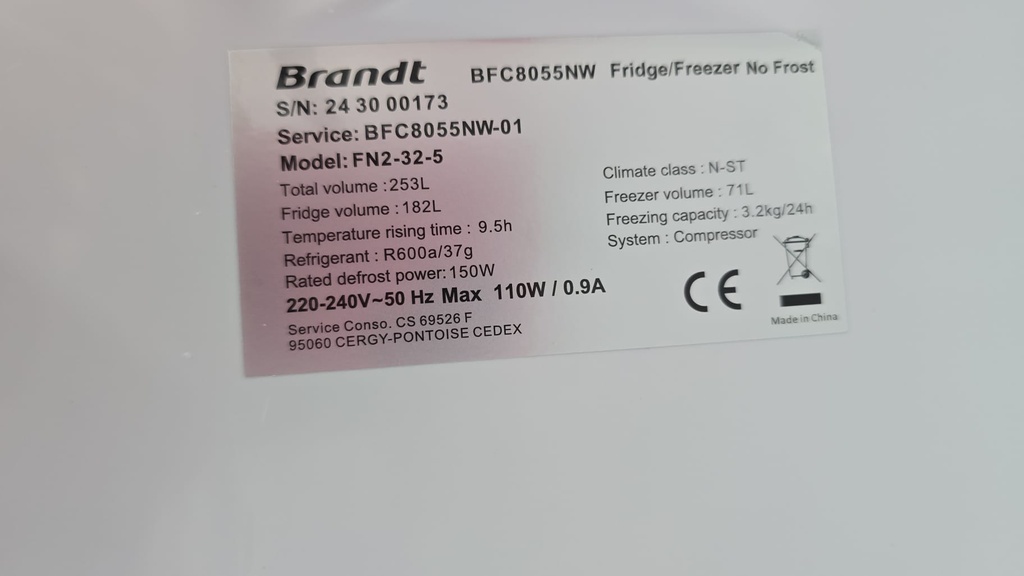 Brandt BFC8055NW Fridge/Freezer No Frost
S/N: 24 30 00173
Service: BFC8055NW-01
Model: FN2-32-5
Total volume : 253L
Fridge volume : 182L
Temperature rising time : 9.5h
Refrigerant : R600a/37g
Rated defrost power: 150W
220-240V~50 Hz Max 110W / 0.9A
Service Conso. CS 69526 F
95060 CERGY-PONTOISE CEDEX
Climate class : N-ST
Freezer volume : 71L
Freezing capacity : 3.2kg/24h
System : Compressor
CE
Made in China